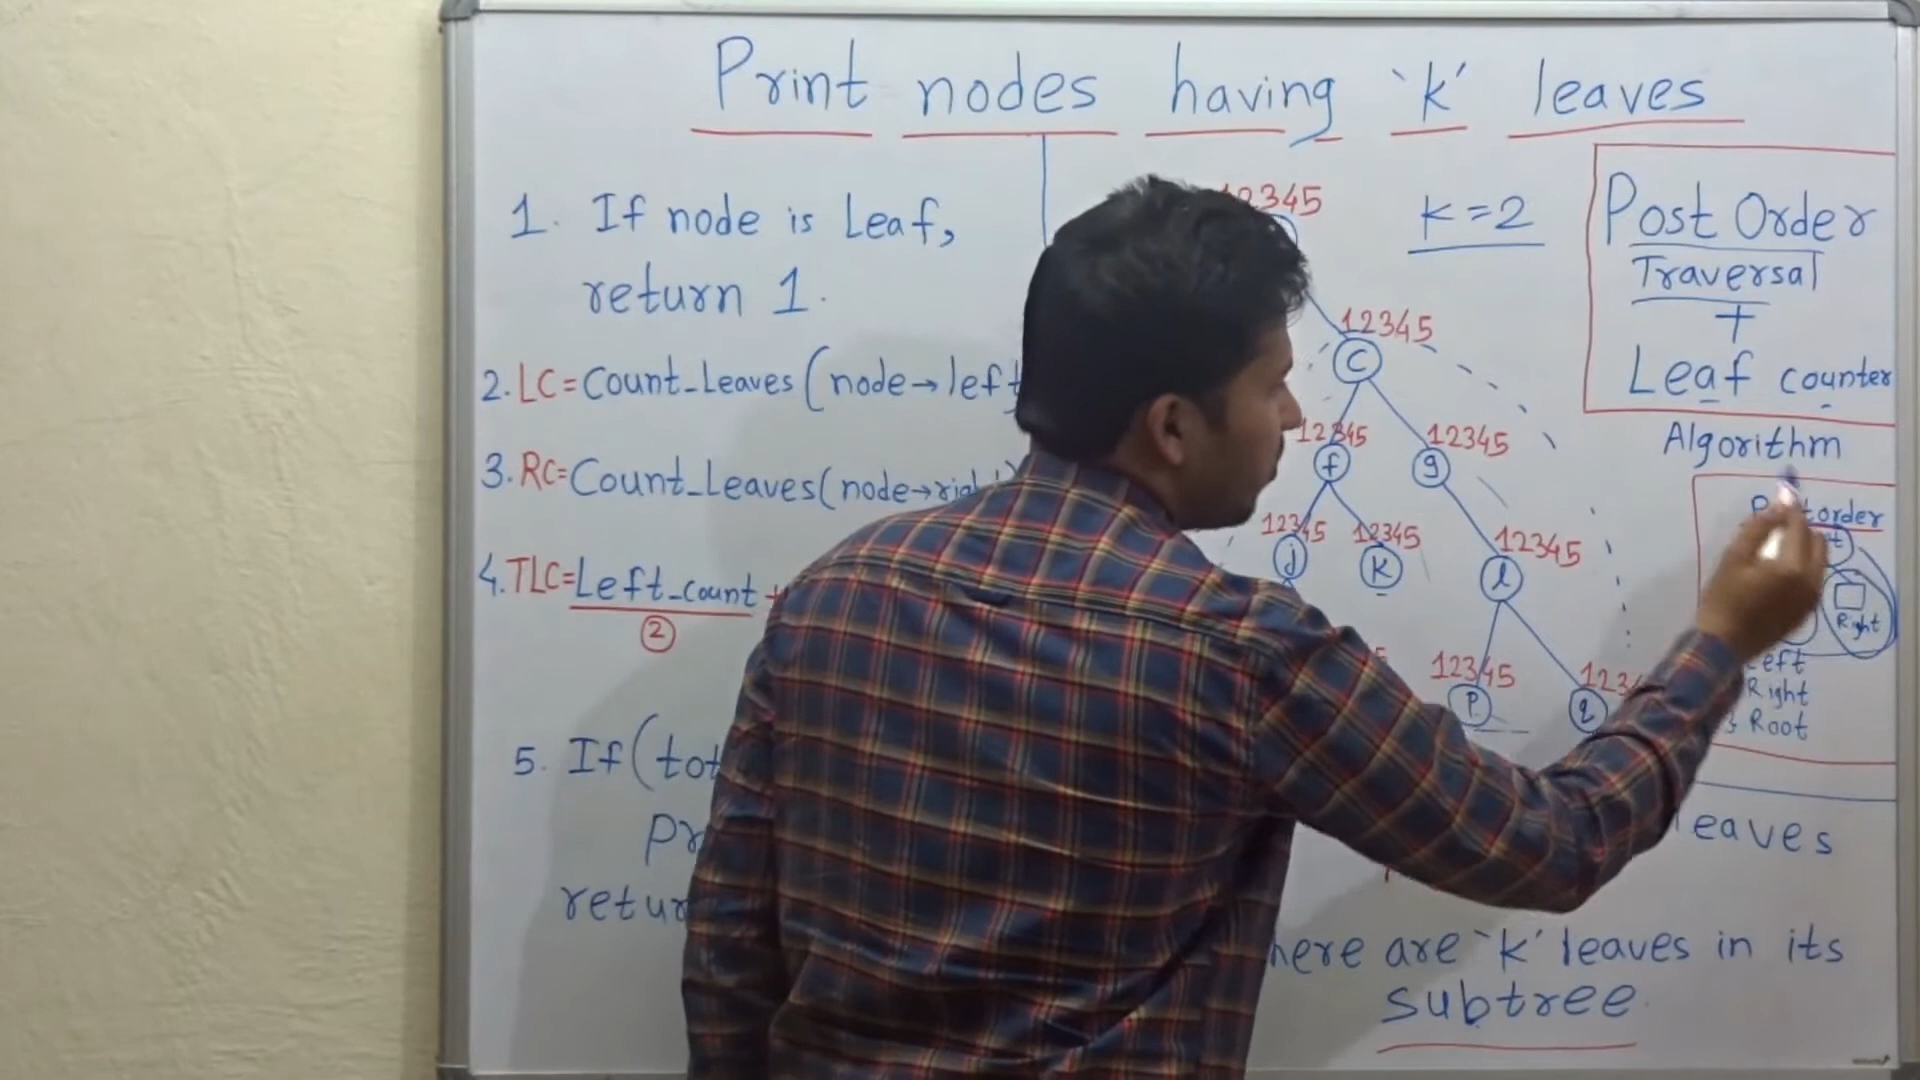 Print nodes having 'k' leaves
1. If node is Leaf,
return 1.
2. LC=Count_Leaves(node→left
3. RC=Count_Leaves(node→righ
4. TLC=Left_count +
2
5. If(tot
pr
retur
12345
K=2
12345
C
12345
f
12345
g
12345
j
12345
K
12345
l
12345
P
q
Post Order
Traversal
+
Leaf counter
Algorithm
order
Right
Left
Right
Root
leaves
here are 'k' leaves in its
subtree